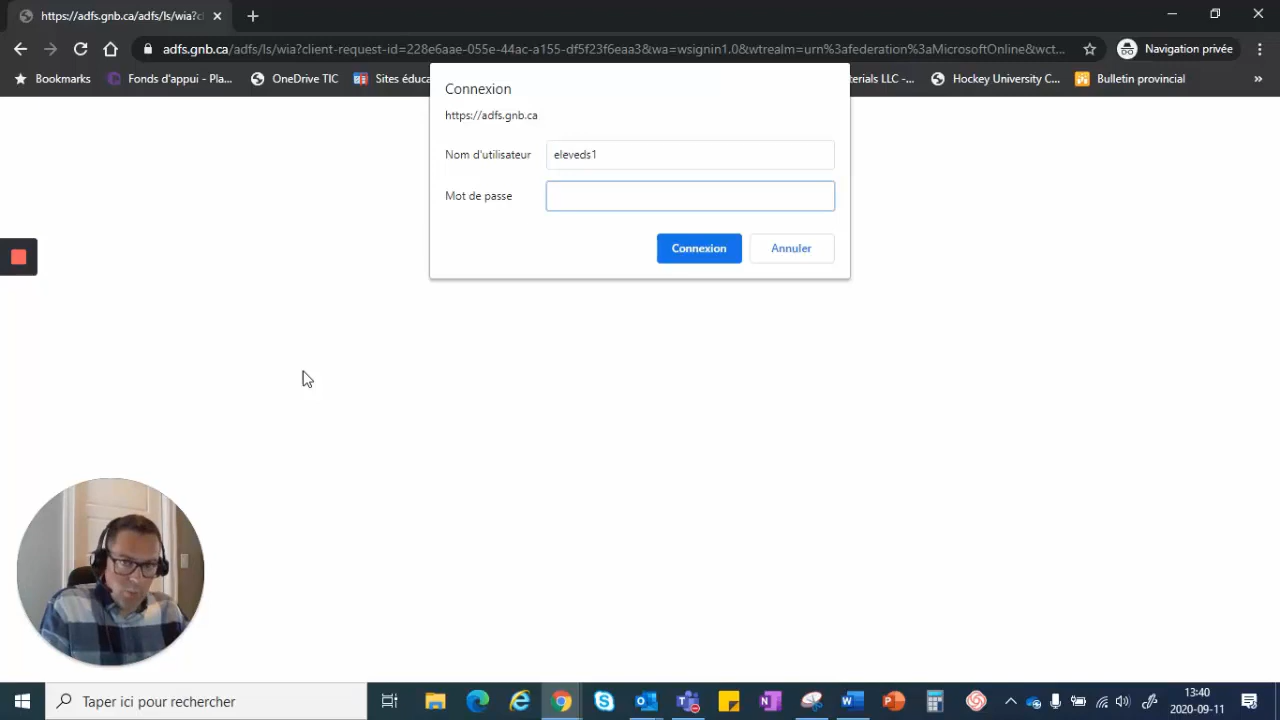 https://adfs.gnb.ca/adfs/ls/wia?cl
adfs.gnb.ca/adfs/ls/wia?client-request-id=228e6aae-055e-44ac-a155-df5f23f6eaa3&wa=wsignin1.0&wtrealm=urn%3afederation%3aMicrosoftOnline&wct...
Navigation privée
Bookmarks
Fonds d'appui - Pla...
OneDrive TIC
Sites éduca
terials LLC -...
Hockey University C...
Bulletin provincial
»
Connexion
https://adfs.gnb.ca
Nom d'utilisateur
eleveds1
Mot de passe
Connexion
Annuler
Taper ici pour rechercher
13:40
2020-09-11